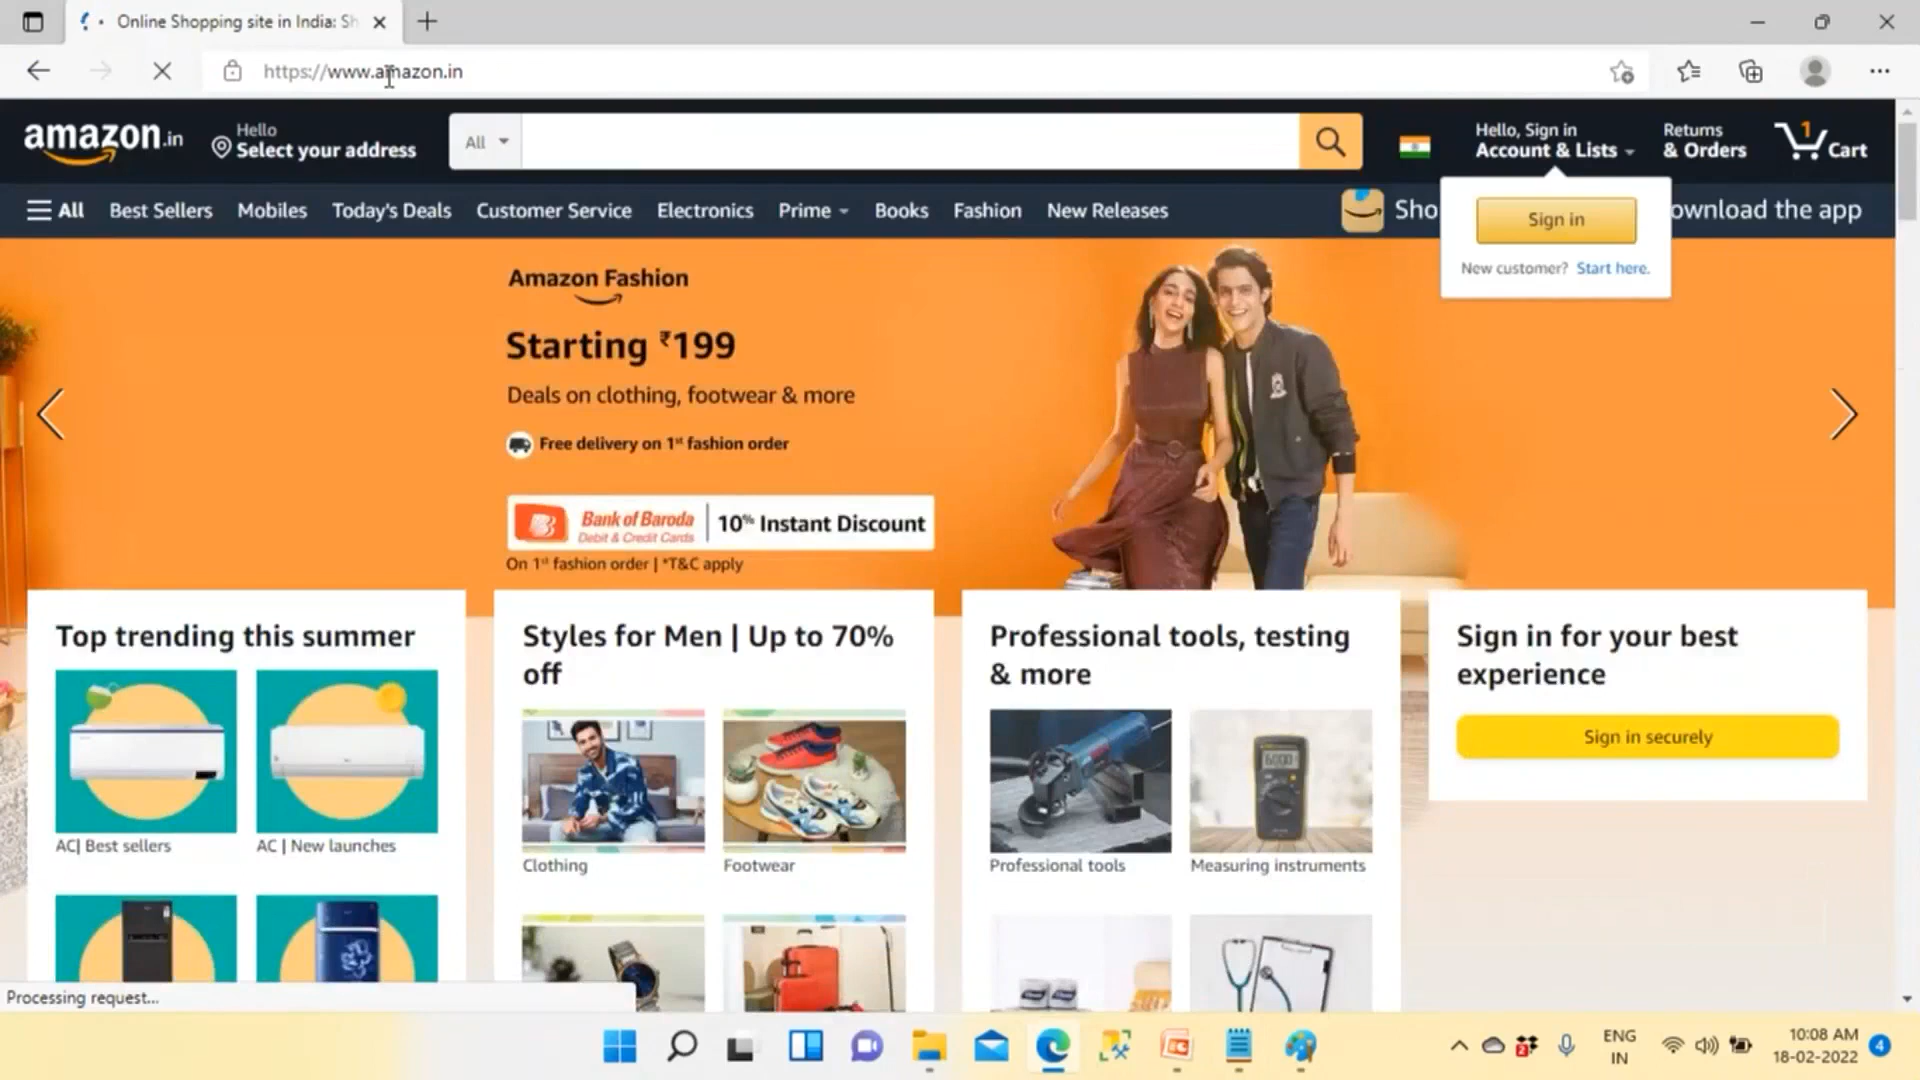 Online Shopping site in India: Sh
https://www.amazon.in
amazon.in
Hello
Select your address
All
Hello, Sign in
Account & Lists
Returns
& Orders
1
Cart
All
Best Sellers
Mobiles
Today's Deals
Customer Service
Electronics
Prime
Books
Fashion
New Releases
Sho
ownload the app
Sign in
New customer? Start here.
Amazon Fashion
Starting ₹199
Deals on clothing, footwear & more
Free delivery on 1st fashion order
Bank of Baroda
Debit & Credit Cards
10% Instant Discount
On 1st fashion order | *T&C apply
Top trending this summer
AC| Best sellers
AC | New launches
Styles for Men | Up to 70%
off
Clothing
Footwear
Professional tools, testing
& more
Professional tools
Measuring instruments
Sign in for your best
experience
Sign in securely
Processing request...
ENG
IN
10:08 AM
18-02-2022
4